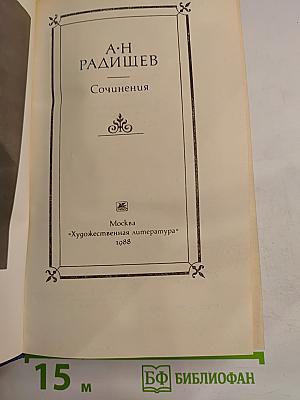 А·Н
РАДИЩЕВ
Сочинения
Москва
"Художественная литература"
1988
15 м
БФ БИБЛИОФАН